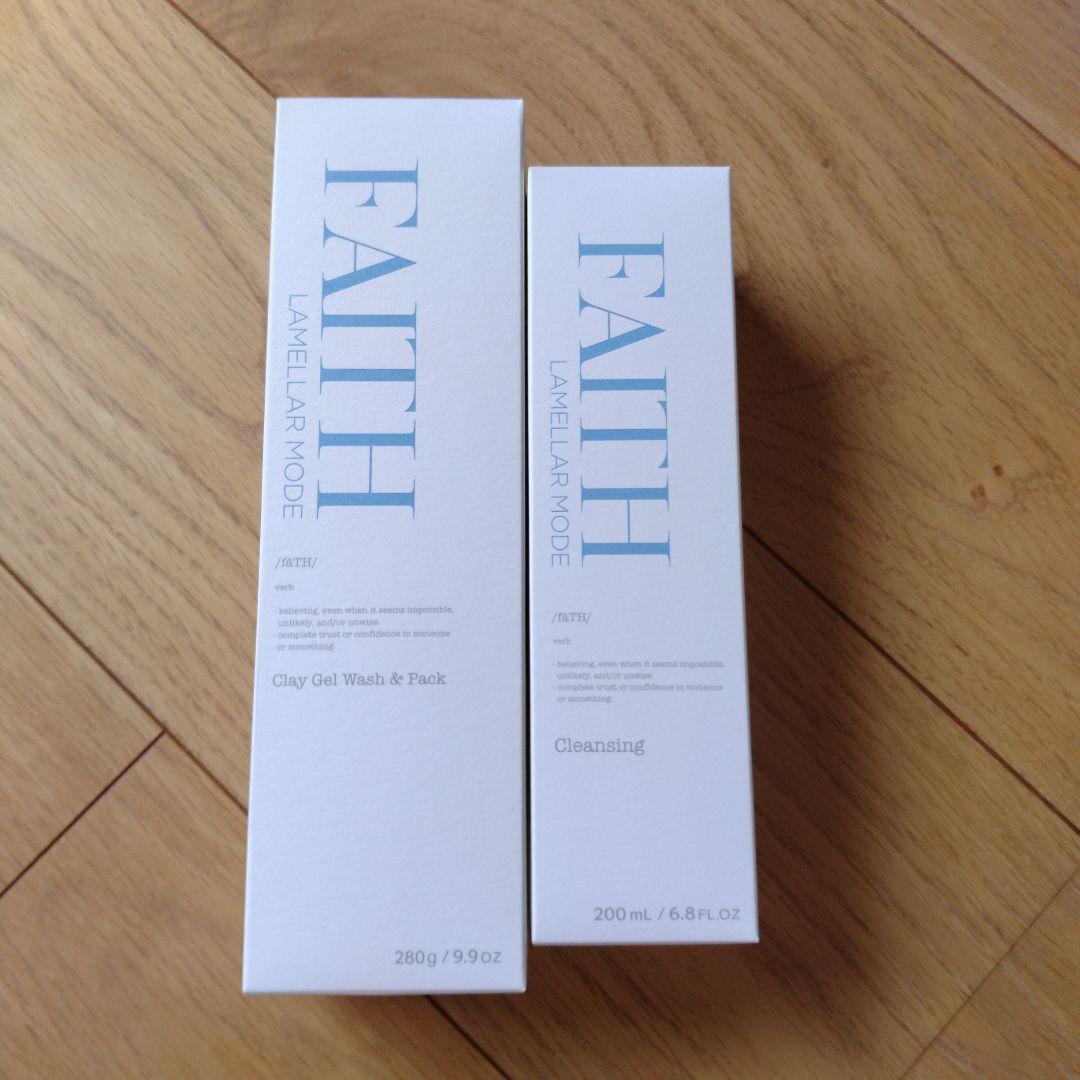 FAITH
LAMELLAR MODE
/fāTH/
verb
· believing, even when it seems impossible,
unlikely, and/or unwise.
· complete trust or confidence in someone
or something.
Clay Gel Wash & Pack
280g / 9.9oz
FAITH
LAMELLAR MODE
/fāTH/
verb
· believing, even when it seems impossible,
unlikely, and/or unwise.
· complete trust or confidence in someone
or something.
Cleansing
200mL / 6.8FL.OZ